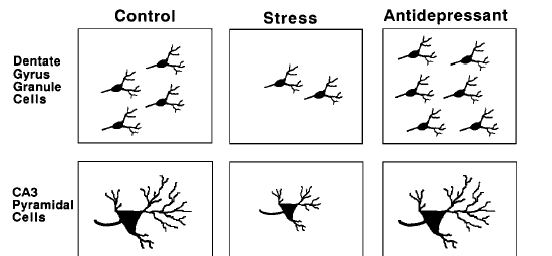 Control Stress Antidepressant
Dentate
Gyrus
Granule
Cells
CA3
Pyramidal
Cells